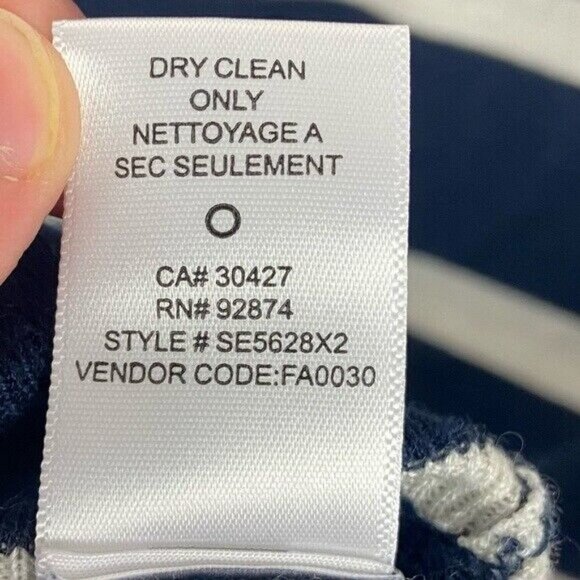 DRY CLEAN
ONLY
NETTOYAGE A
SEC SEULEMENT
CA# 30427
RN# 92874
STYLE # SE5628X2
VENDOR CODE:FA0030